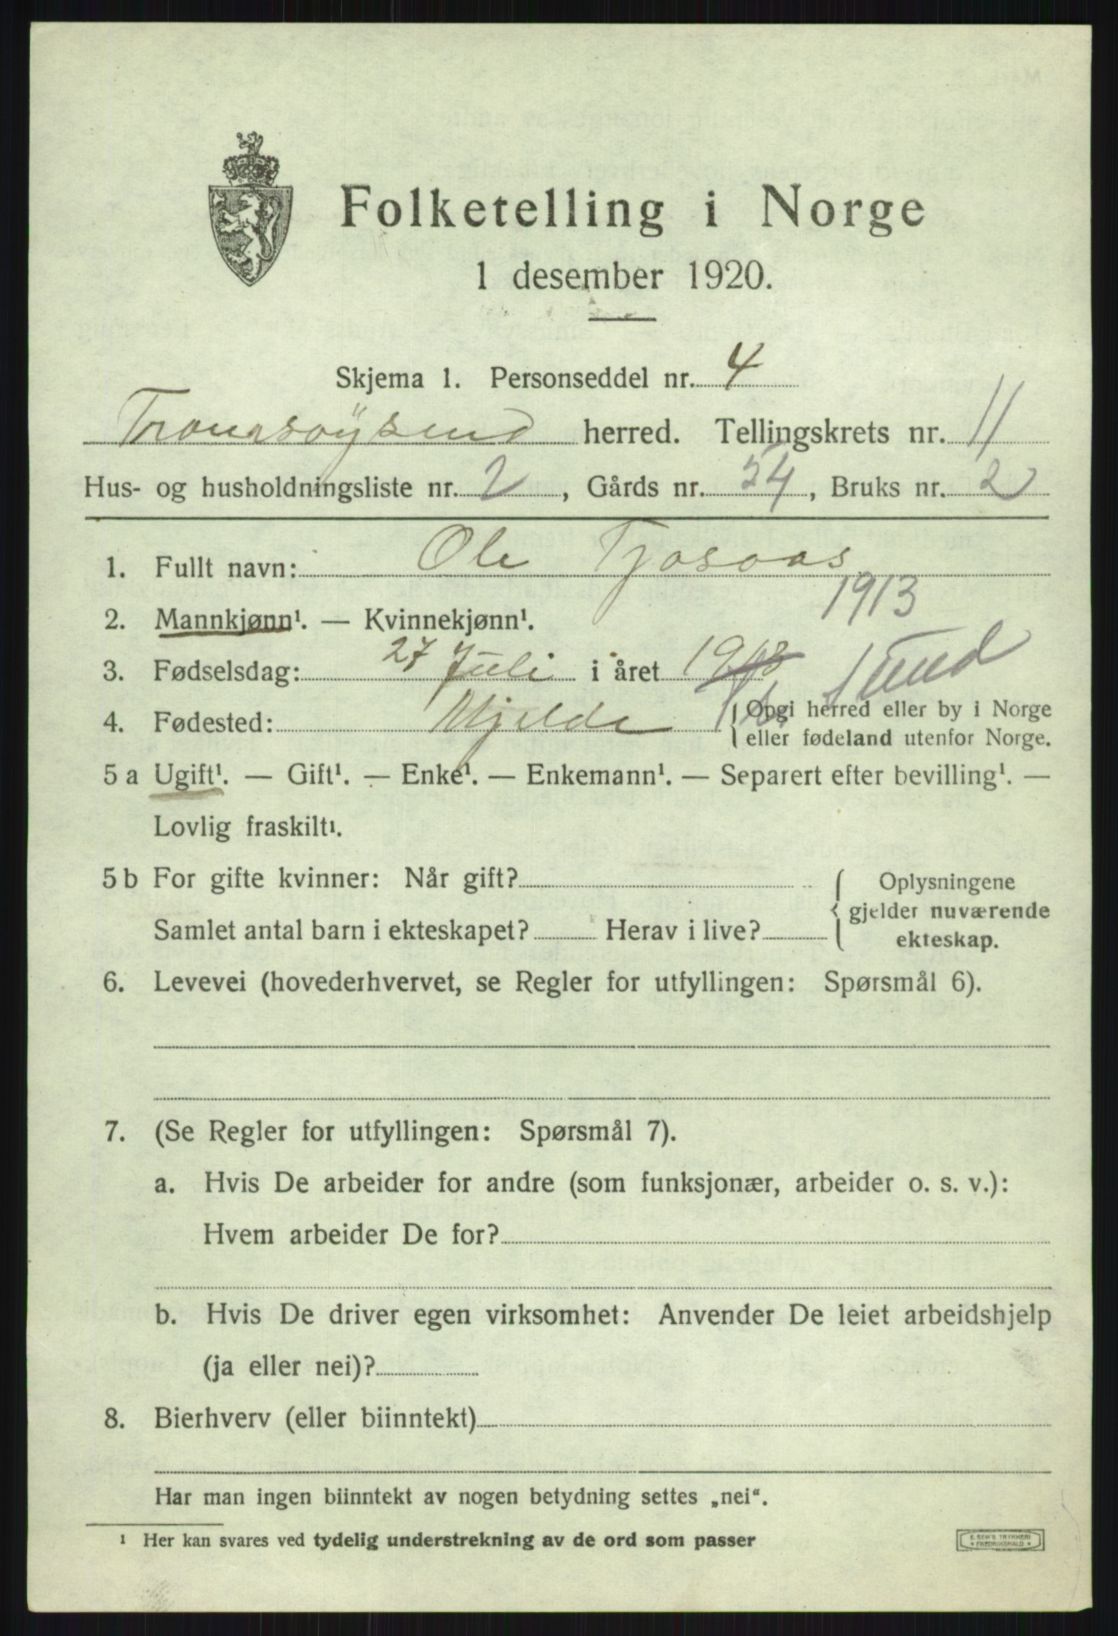 Folketelling i Norge
1 desember 1920.
Skjema 1. Personseddel nr. 4
Tromsøysund herred. Tellingskrets nr. 11
Hus- og husholdningsliste nr. 2, Gårds nr. 54, Bruks nr. 2
1. Fullt navn: Ole Tjosaas
1913
2. Mannkjønn¹. — Kvinnekjønn¹.
3. Fødselsdag: 27 Juli i året
4. Fødested: Mjelde
sund
{ Opgi herred eller by i Norge
eller fødeland utenfor Norge.
5 a Ugift¹. — Gift¹. — Enke¹. — Enkemann¹. — Separert efter bevilling¹. —
Lovlig fraskilt¹.
5 b For gifte kvinner: Når gift?
Samlet antal barn i ekteskapet? Herav i live?
{ Oplysningene
gjelder nuværende
ekteskap.
6. Levevei (hovederhvervet, se Regler for utfyllingen: Spørsmål 6).
7. (Se Regler for utfyllingen: Spørsmål 7).
a. Hvis De arbeider for andre (som funksjonær, arbeider o. s. v.):
Hvem arbeider De for?
b. Hvis De driver egen virksomhet: Anvender De leiet arbeidshjelp
(ja eller nei)?
8. Bierhverv (eller biinntekt)
Har man ingen biinntekt av nogen betydning settes „nei“.
¹ Her kan svares ved tydelig understrekning av de ord som passer
E. SEM'S TRYKKERI
• FREDRIKSHALD •